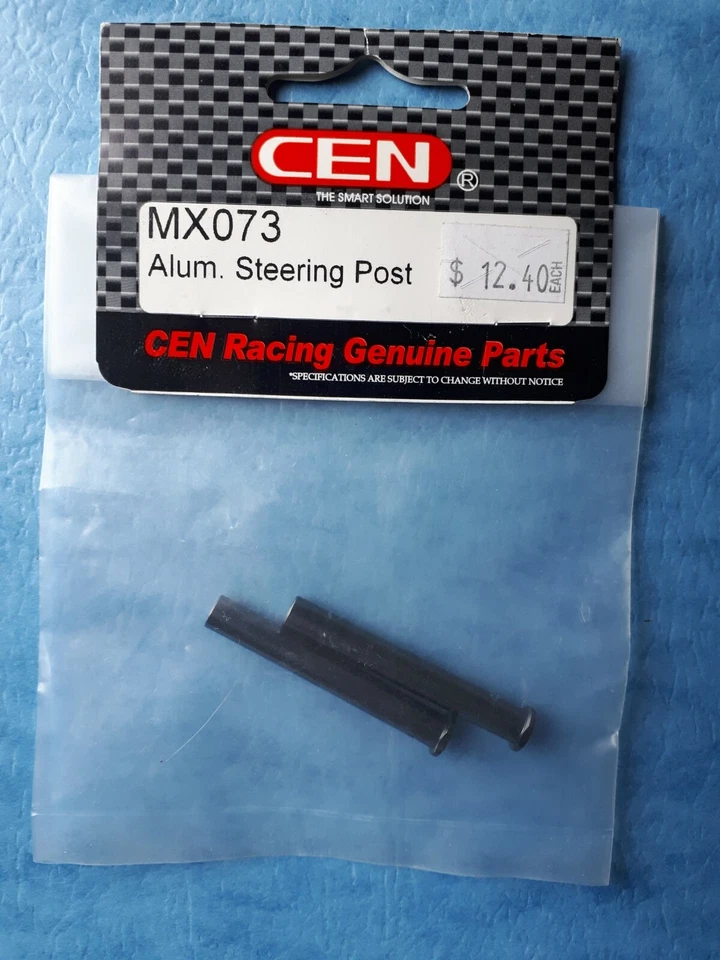 CEN
®
THE SMART SOLUTION
MX073
Alum. Steering Post
$ 12.40 EACH
CEN Racing Genuine Parts
*SPECIFICATIONS ARE SUBJECT TO CHANGE WITHOUT NOTICE